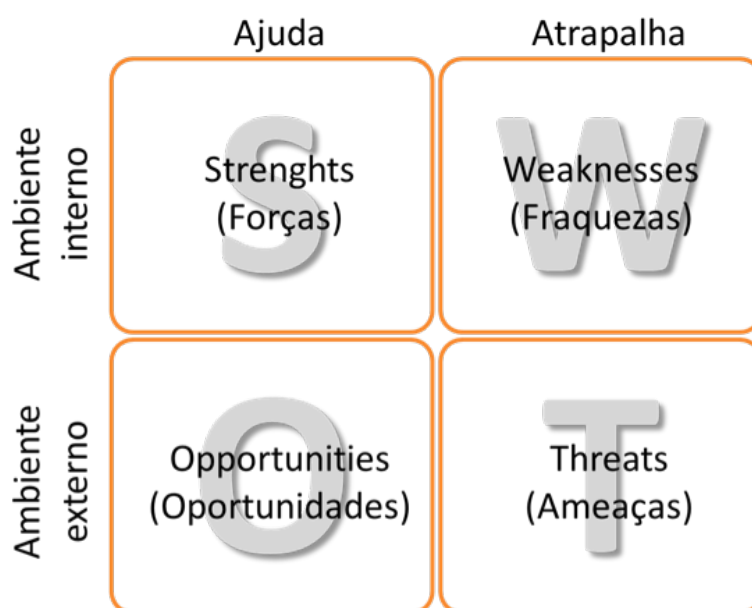 Ajuda
Atrapalha
Ambiente
interno
S
Strenghts
(Forças)
W
Weaknesses
(Fraquezas)
Ambiente
externo
O
Opportunities
(Oportunidades)
T
Threats
(Ameaças)